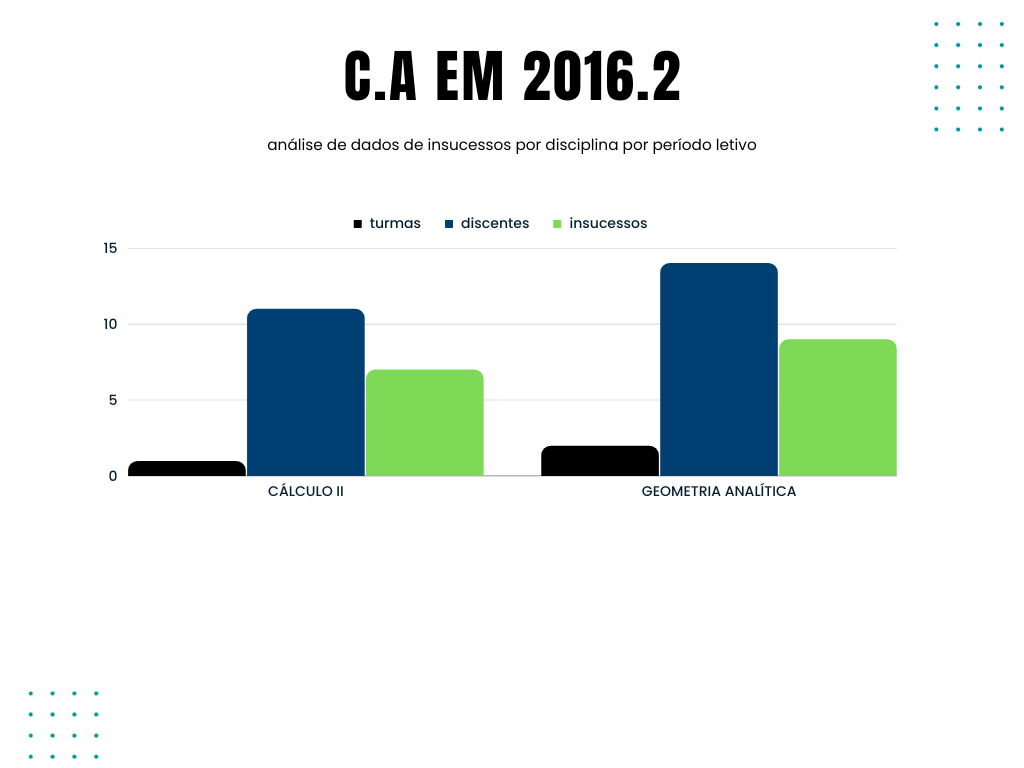 C.A EM 2016.2
análise de dados de insucessos por disciplina por período letivo
turmas discentes insucessos
15
10
5
0
CÁLCULO II GEOMETRIA ANALÍTICA